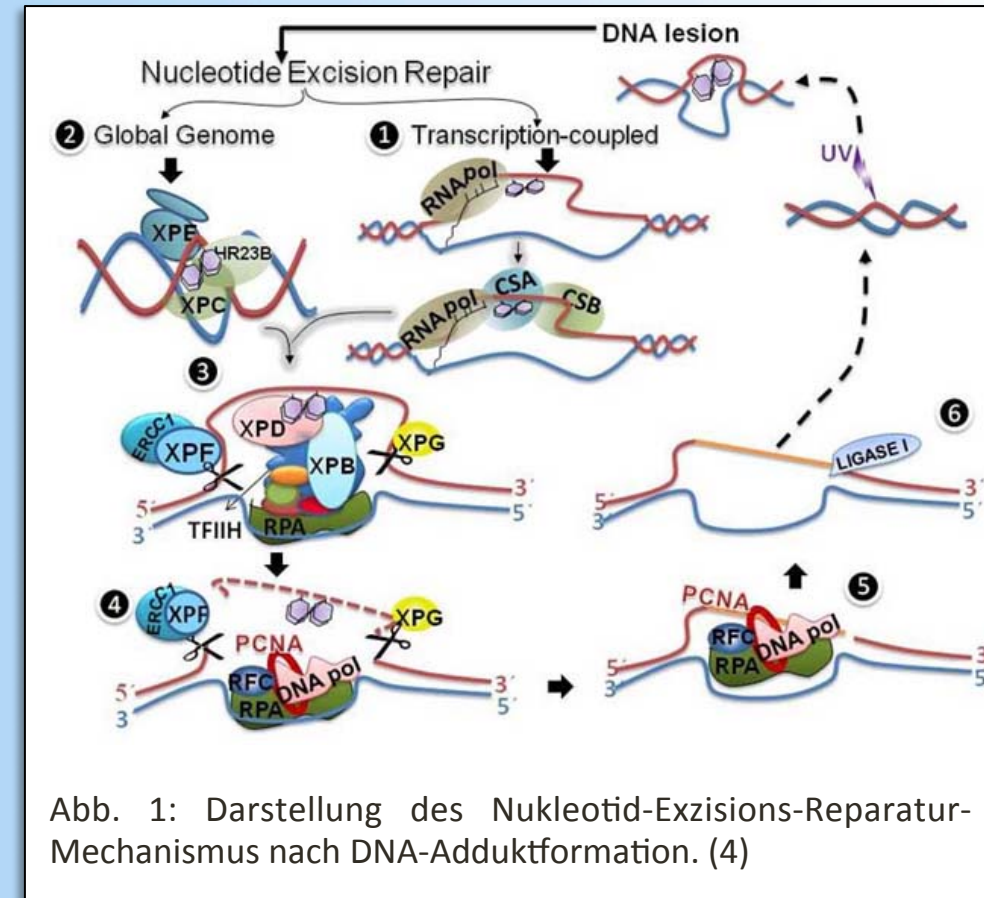 DNA lesion
Nucleotide Excision Repair
2 Global Genome
1 Transcription-coupled
UV
RNA pol
XPE
HR23B
XPC
CSA
CSB
RNA pol
3
ERCC1
XPF
XPD
XPB
XPG
5´
3´
3´
5´
TFIIH
RPA
6
LIGASE I
5´
3
3´
5´
4
ERCC1
XPF
XPG
PCNA
RFC
DNA pol
RPA
5´
3
3´
5´
5
PCNA
RFC
DNA pol
RPA
5´
3
3
5
Abb. 1: Darstellung des Nukleotid-Exzisions-Reparatur-
Mechanismus nach DNA-Adduktformation. (4)